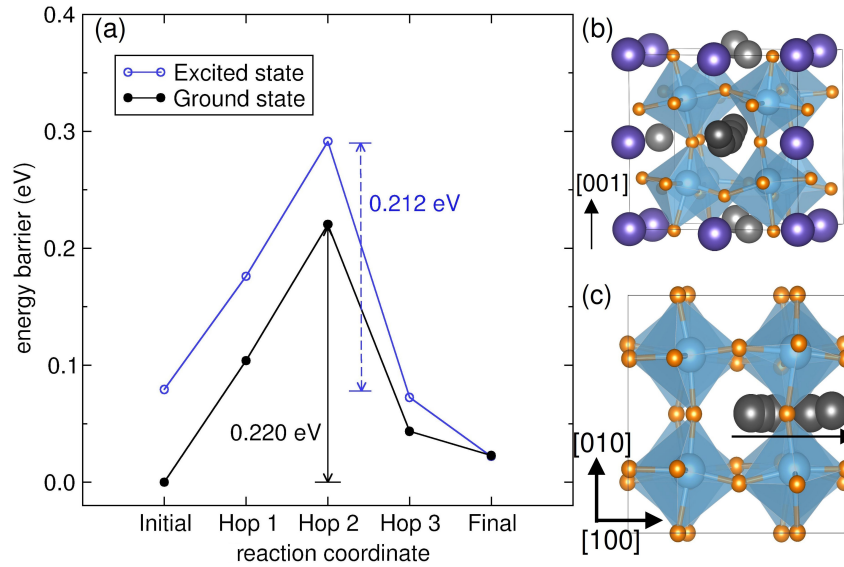 (a)
0.4
0.3
0.2
0.1
0.0
energy barrier (eV)
Excited state
Ground state
0.212 eV
0.220 eV
Initial
Hop 1
Hop 2
Hop 3
Final
reaction coordinate
(b)
[001]
(c)
[010]
[100]